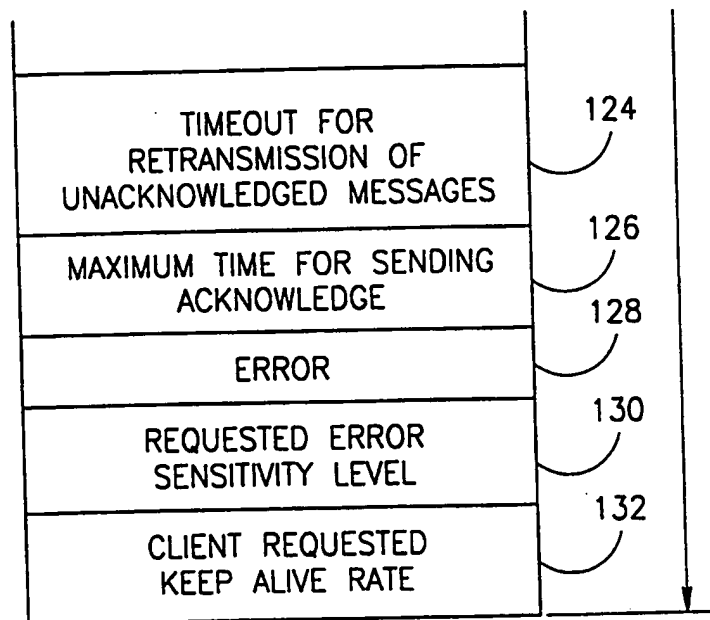 TIMEOUT FOR
RETRANSMISSION OF
UNACKNOWLEDGED MESSAGES
124
MAXIMUM TIME FOR SENDING
ACKNOWLEDGE
126
ERROR
128
REQUESTED ERROR
SENSITIVITY LEVEL
130
CLIENT REQUESTED
KEEP ALIVE RATE
132